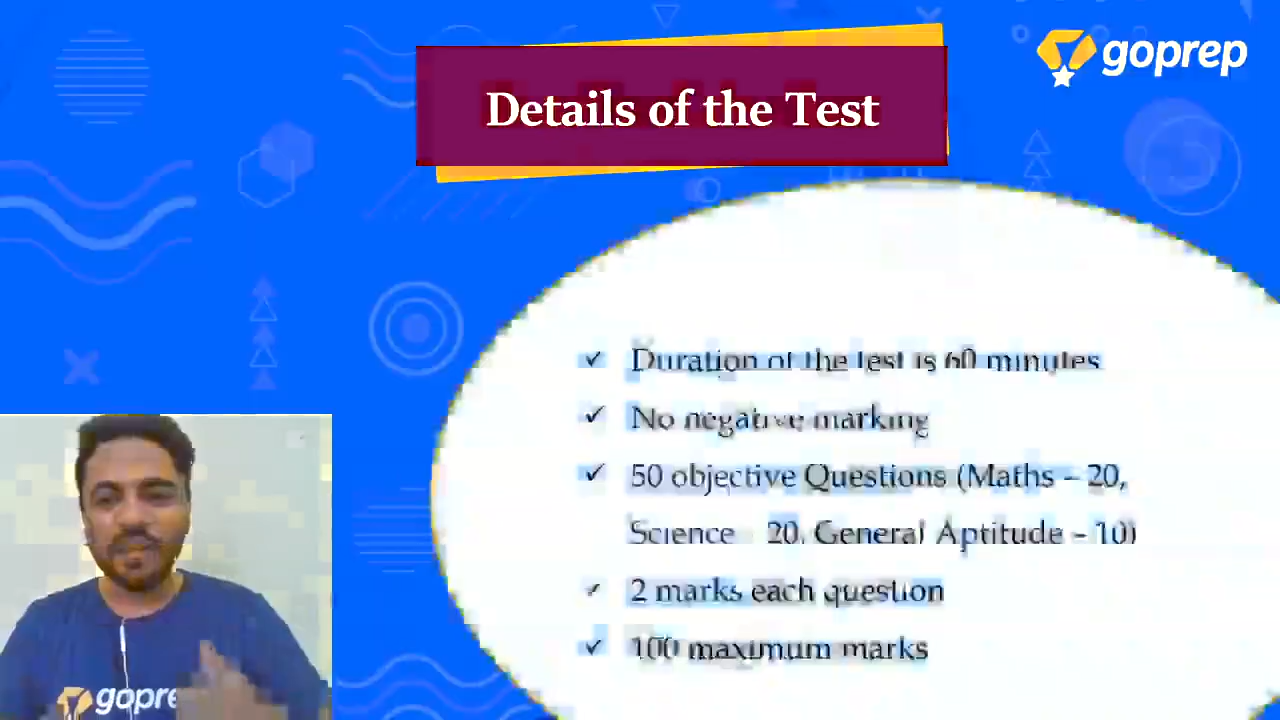 Details of the Test
goprep
✓ Duration of the test is 60 minutes
✓ No negative marking
✓ 50 objective Questions (Maths – 20,
Science 20, General Aptitude – 10)
✓ 2 marks each question
✓ 100 maximum marks
gopre